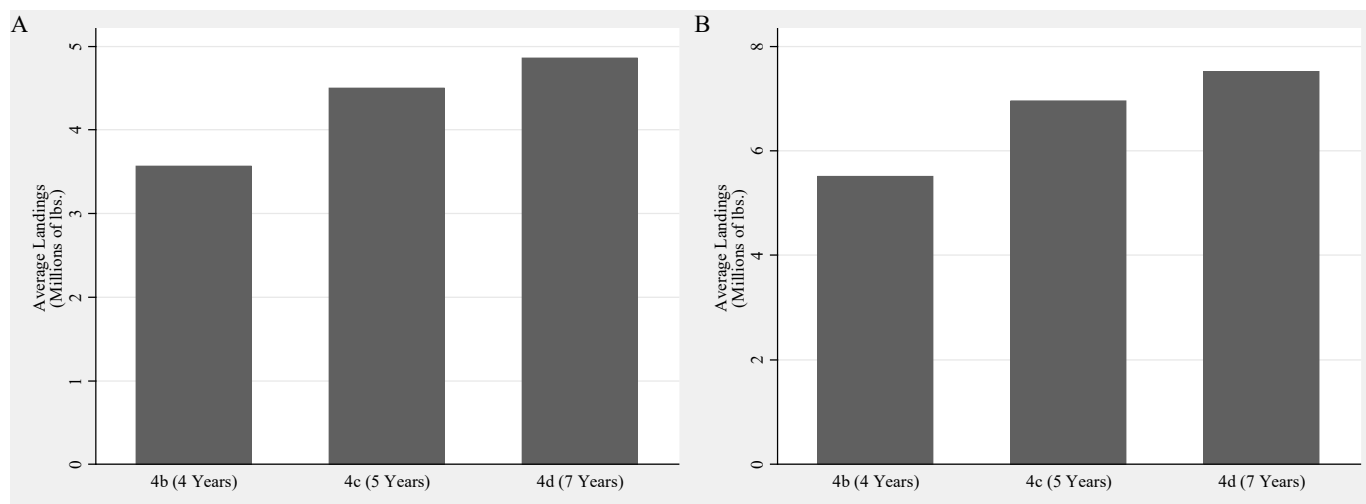 A
Average Landings
(Millions of lbs.)
5
4
3
2
1
0
4b (4 Years)
4c (5 Years)
4d (7 Years)
B
Average Landings
(Millions of lbs.)
8
6
4
2
0
4b (4 Years)
4c (5 Years)
4d (7 Years)